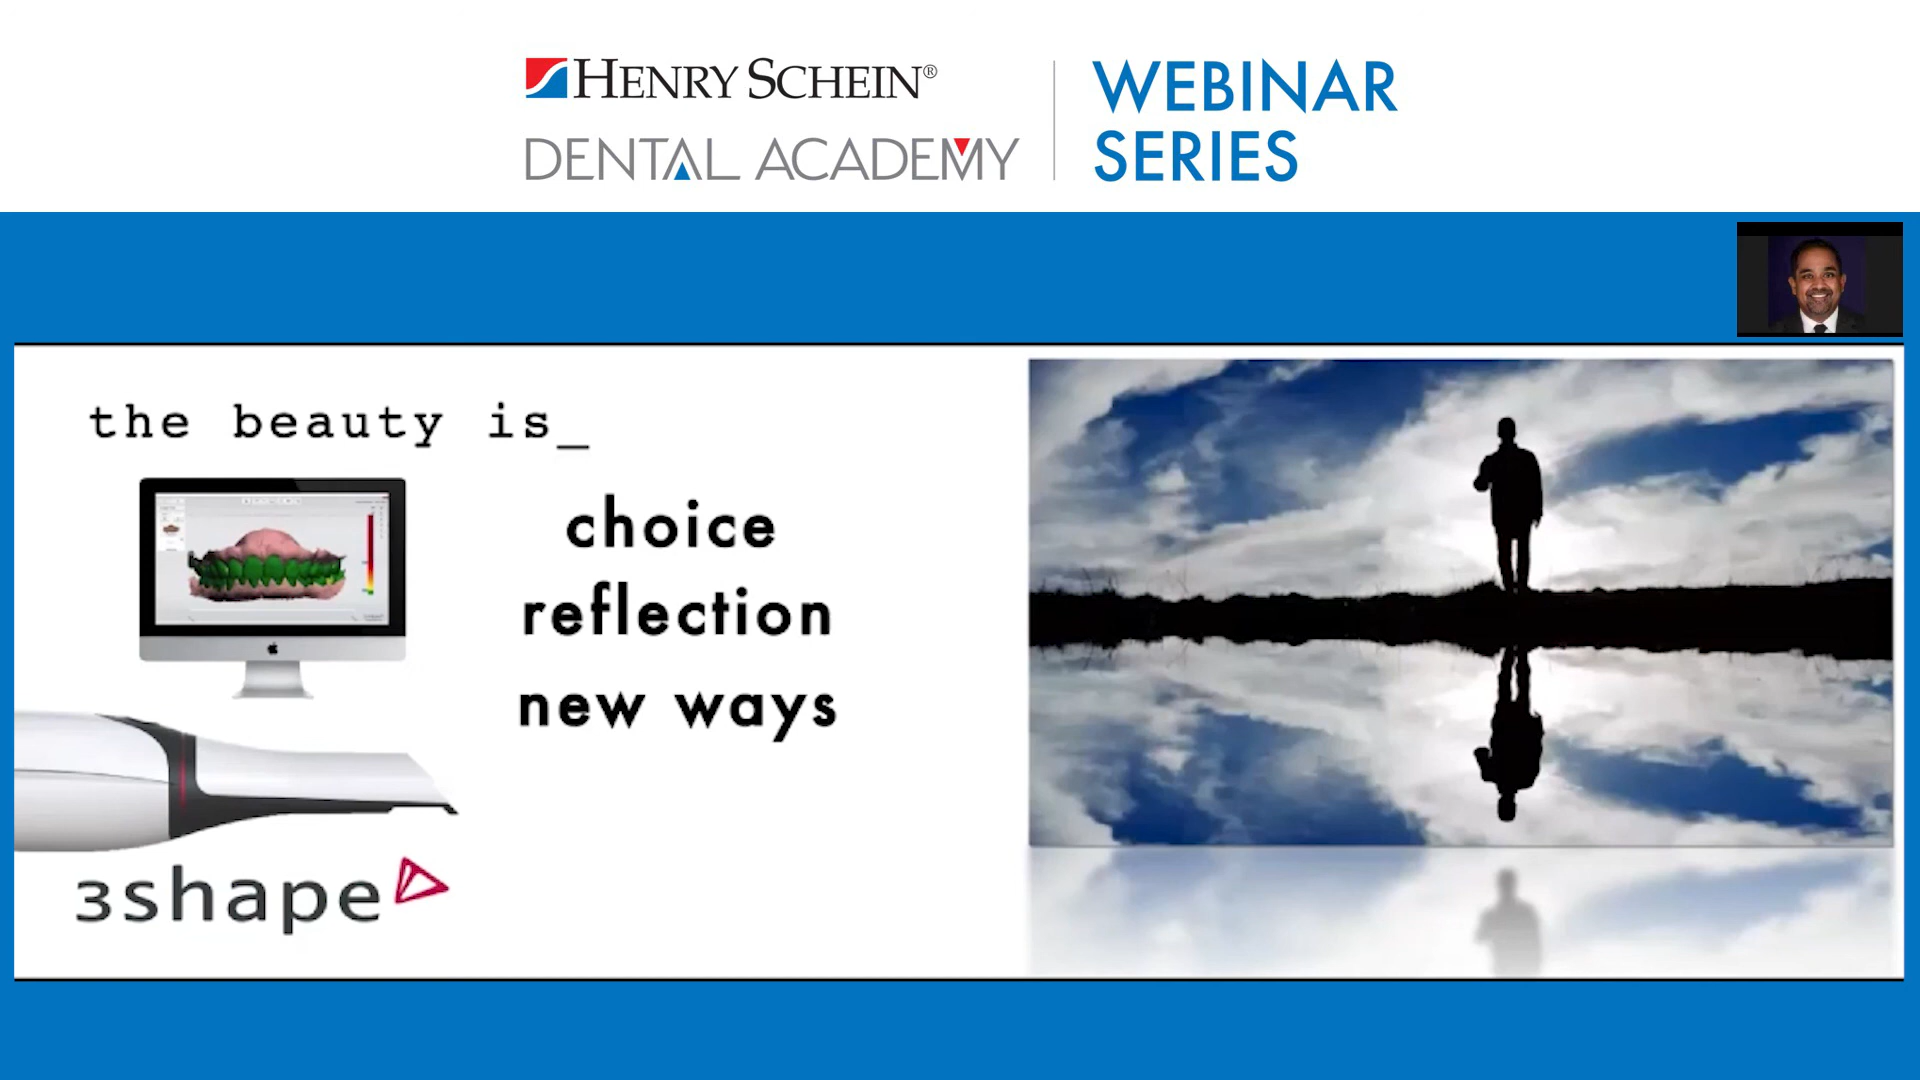 HENRY SCHEIN®
DENTAL ACADEMY
WEBINAR
SERIES
the beauty is_
choice
reflection
new ways
3shape